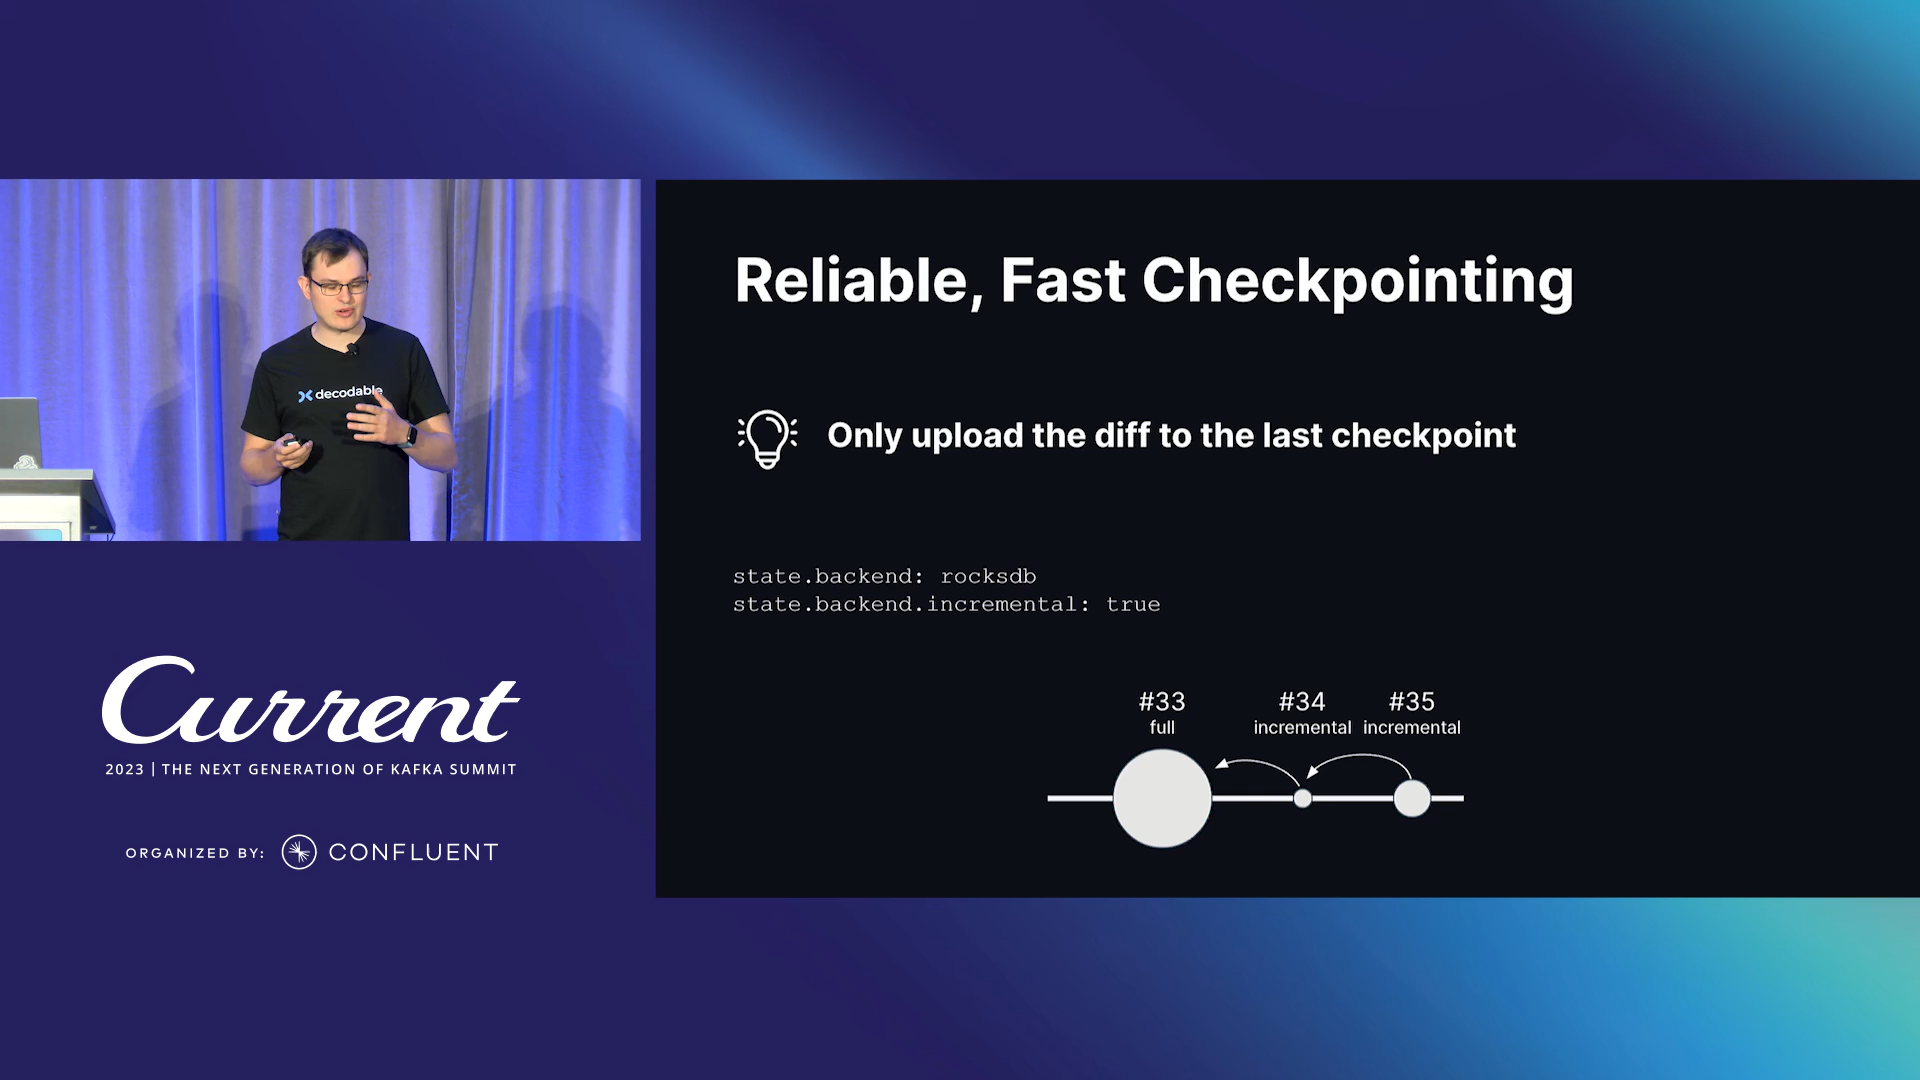 decodable
Reliable, Fast Checkpointing
Only upload the diff to the last checkpoint
state.backend: rocksdb
state.backend.incremental: true
#33
full
#34
incremental
#35
incremental
Current
2023 | THE NEXT GENERATION OF KAFKA SUMMIT
ORGANIZED BY: CONFLUENT